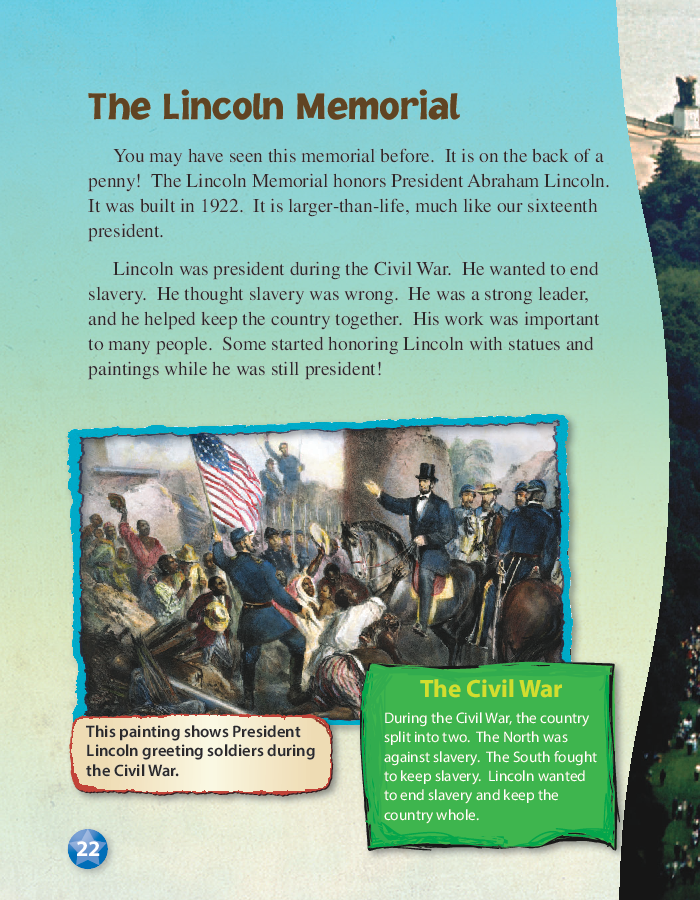 The Lincoln Memorial
You may have seen this memorial before.  It is on the back of a
penny!  The Lincoln Memorial honors President Abraham Lincoln.
It was built in 1922.  It is larger-than-life, much like our sixteenth
president.
Lincoln was president during the Civil War.  He wanted to end
slavery.  He thought slavery was wrong.  He was a strong leader,
and he helped keep the country together.  His work was important
to many people.  Some started honoring Lincoln with statues and
paintings while he was still president!
This painting shows President
Lincoln greeting soldiers during
the Civil War.
The Civil War
During the Civil War, the country
split into two.  The North was
against slavery.  The South fought
to keep slavery.  Lincoln wanted
to end slavery and keep the
country whole.
22